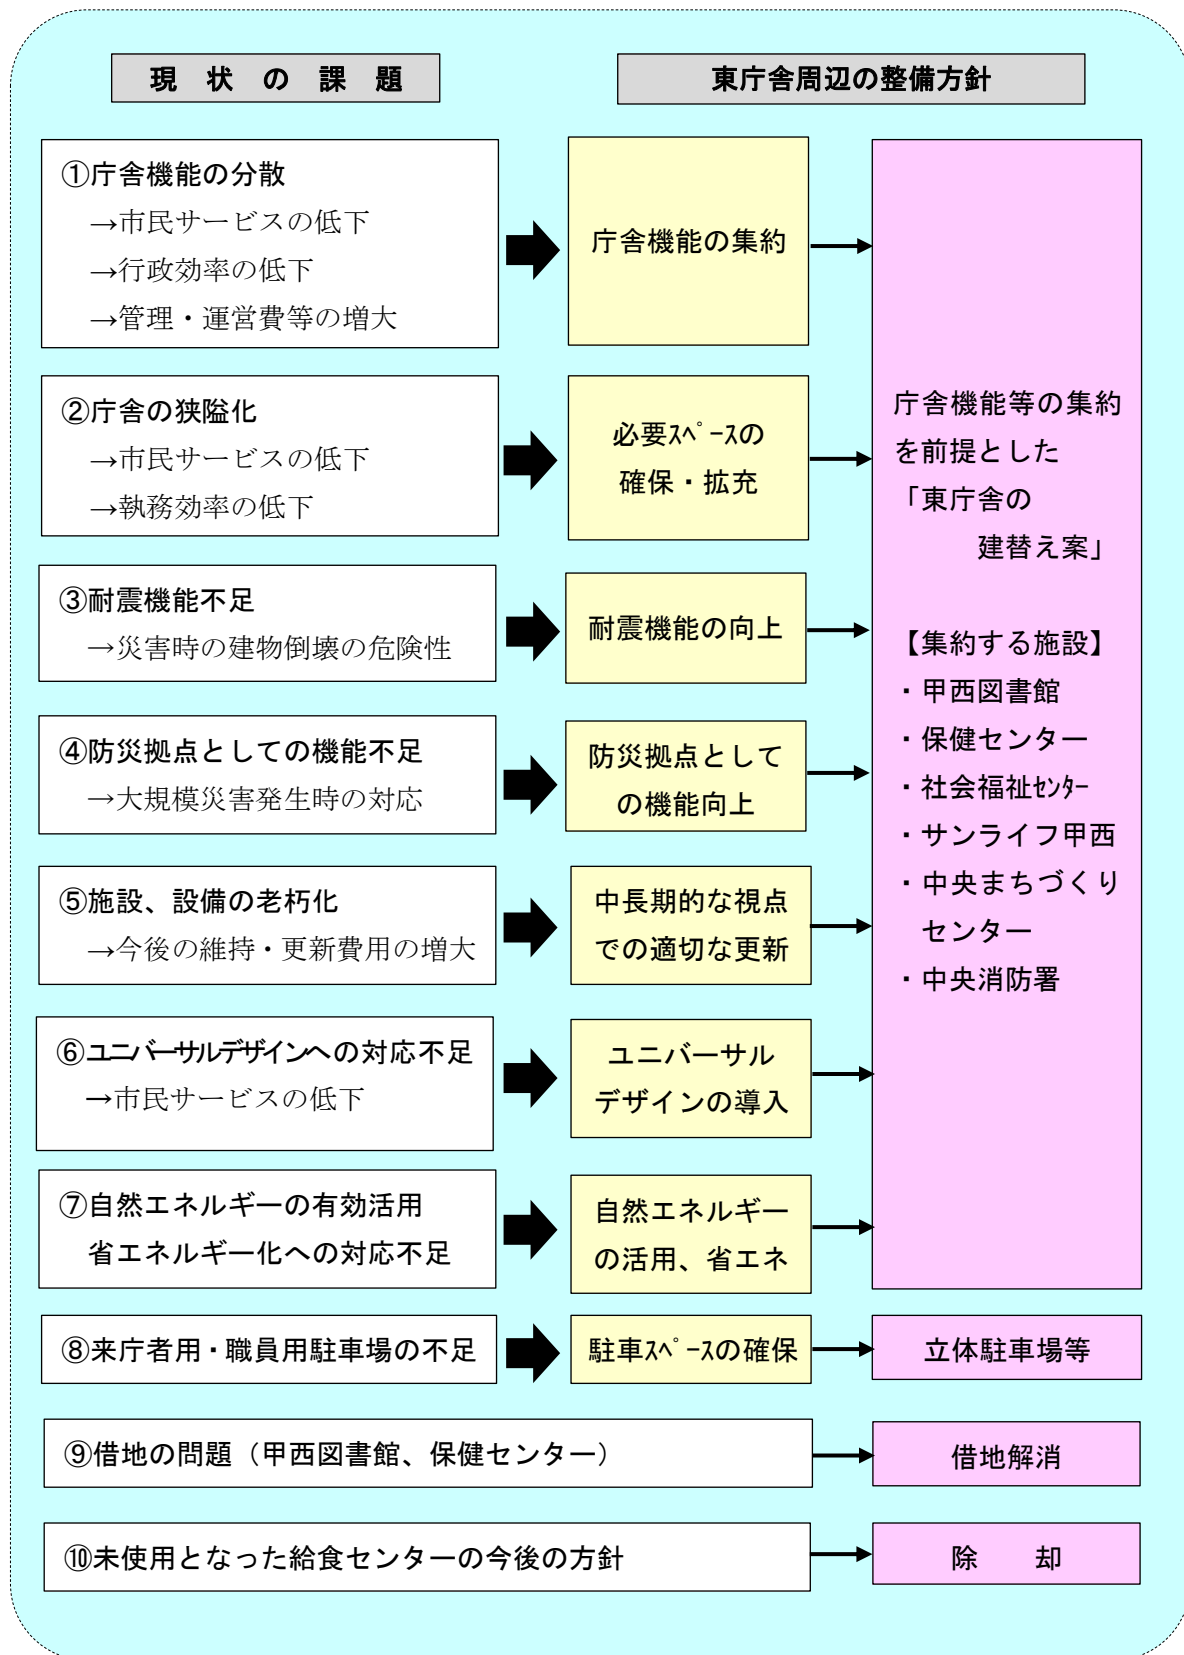 現状の課題
東庁舎周辺の整備方針
①庁舎機能の分散
→市民サービスの低下
→行政効率の低下
→管理・運営費等の増大
庁舎機能の集約
②庁舎の狭隘化
→市民サービスの低下
→執務効率の低下
必要ｽﾍﾟｰｽの
確保・拡充
③耐震機能不足
→災害時の建物倒壊の危険性
耐震機能の向上
④防災拠点としての機能不足
→大規模災害発生時の対応
防災拠点として
の機能向上
⑤施設、設備の老朽化
→今後の維持・更新費用の増大
中長期的な視点
での適切な更新
⑥ユニバーサルデザインへの対応不足
→市民サービスの低下
ユニバーサル
デザインの導入
⑦自然エネルギーの有効活用
省エネルギー化への対応不足
自然エネルギー
の活用、省エネ
庁舎機能等の集約
を前提とした
「東庁舎の
建替え案」
【集約する施設】
・甲西図書館
・保健センター
・社会福祉ｾﾝﾀｰ
・サンライフ甲西
・中央まちづくり
センター
・中央消防署
⑧来庁者用・職員用駐車場の不足
駐車ｽﾍﾟｰｽの確保
立体駐車場等
⑨借地の問題（甲西図書館、保健センター）
借地解消
⑩未使用となった給食センターの今後の方針
除　却